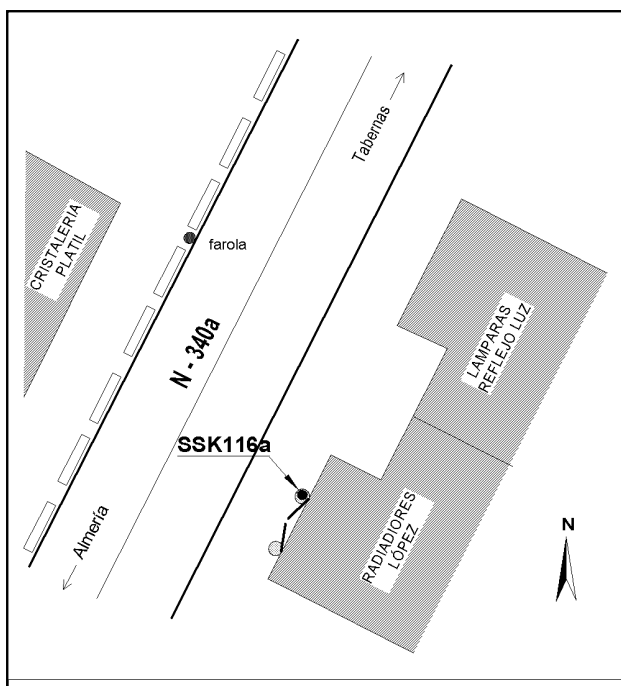 Tabernas
CRISTALERIA
PLATIL
farola
N - 340a
LAMPARAS
REFLEJO LUZ
SSK116a
Almería
RADIADIORES
LÓPEZ
N